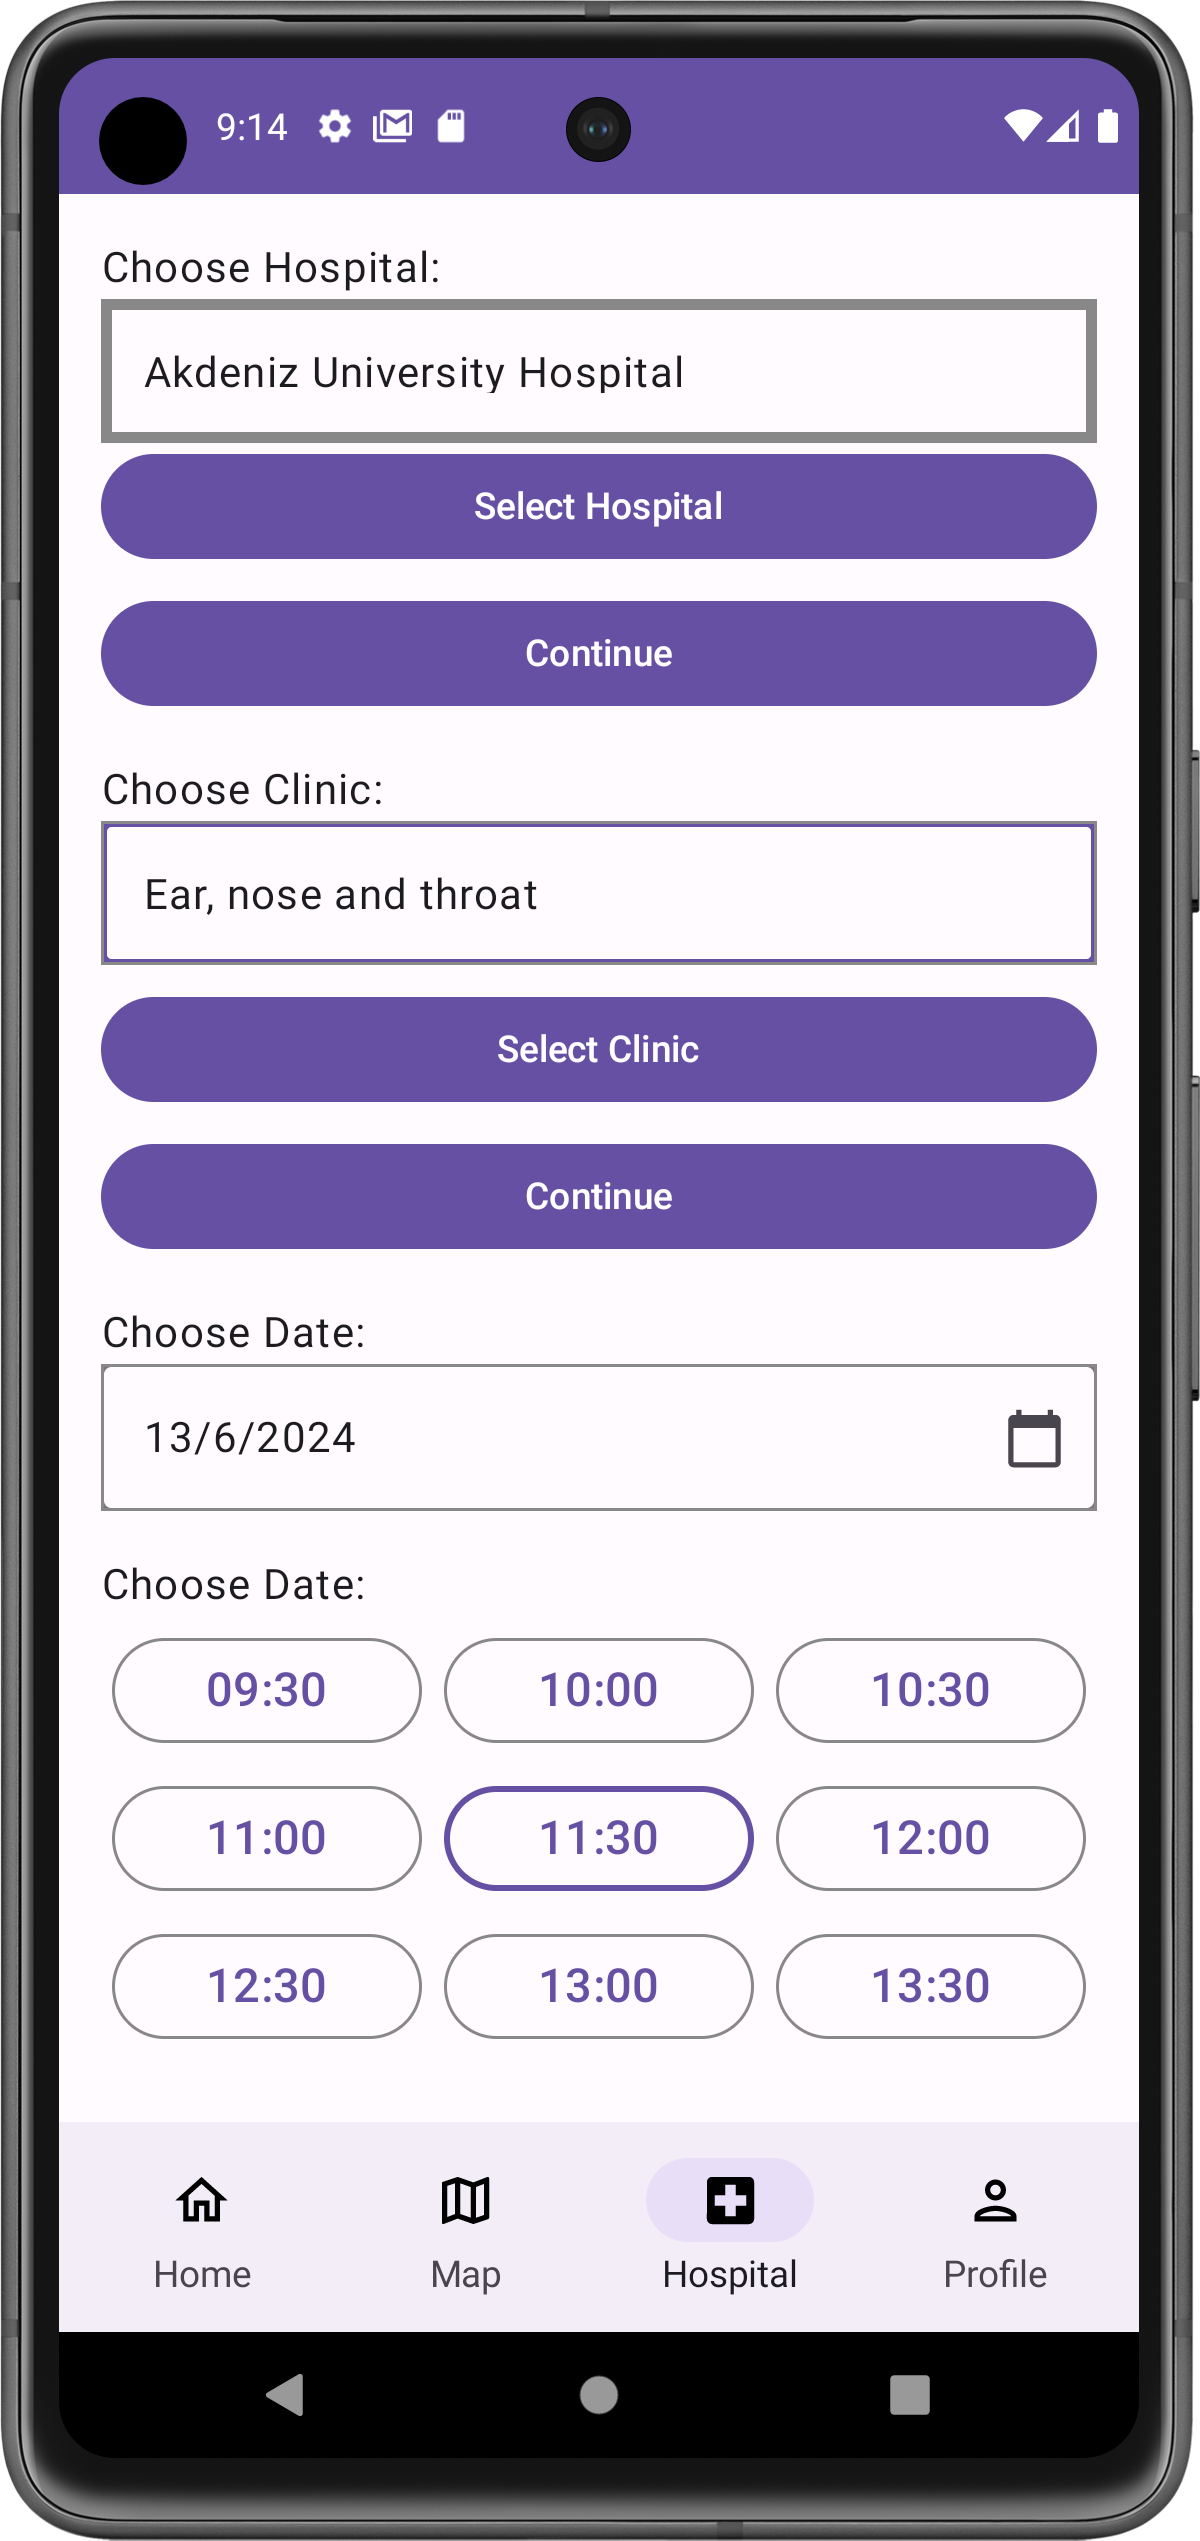 9:14
Choose Hospital:
Akdeniz University Hospital
Select Hospital
Continue
Choose Clinic:
Ear, nose and throat
Select Clinic
Continue
Choose Date:
13/6/2024
Choose Date:
09:30 10:00 10:30
11:00 11:30 12:00
12:30 13:00 13:30
Home Map Hospital Profile